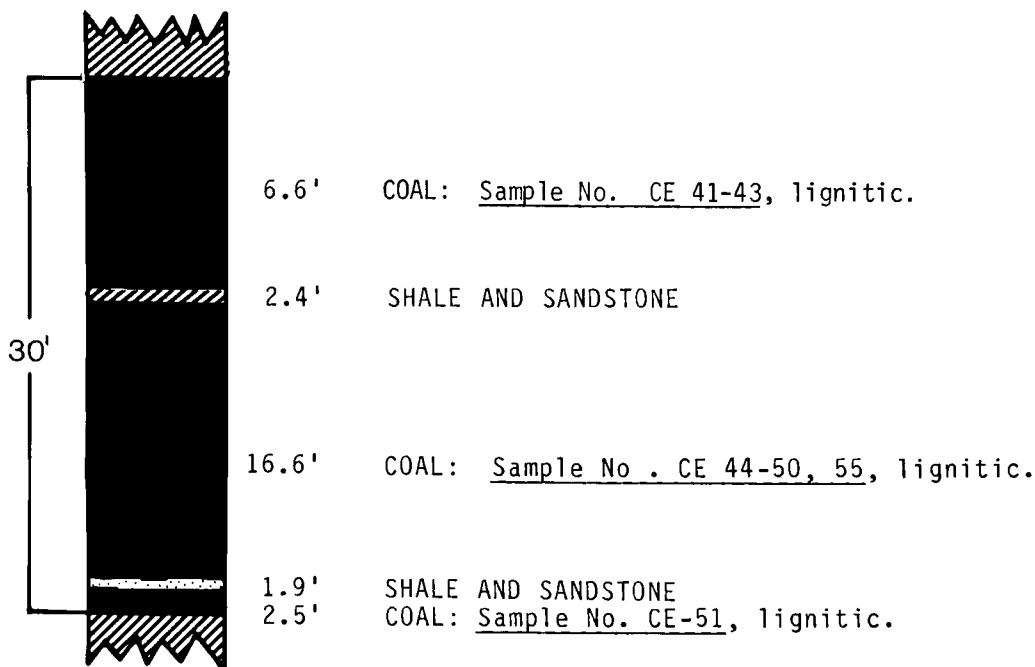 6.6' COAL: Sample No. CE 41-43, lignitic.
2.4' SHALE AND SANDSTONE
30'
16.6' COAL: Sample No . CE 44-50, 55, lignitic.
1.9' SHALE AND SANDSTONE
2.5' COAL: Sample No. CE-51, lignitic.